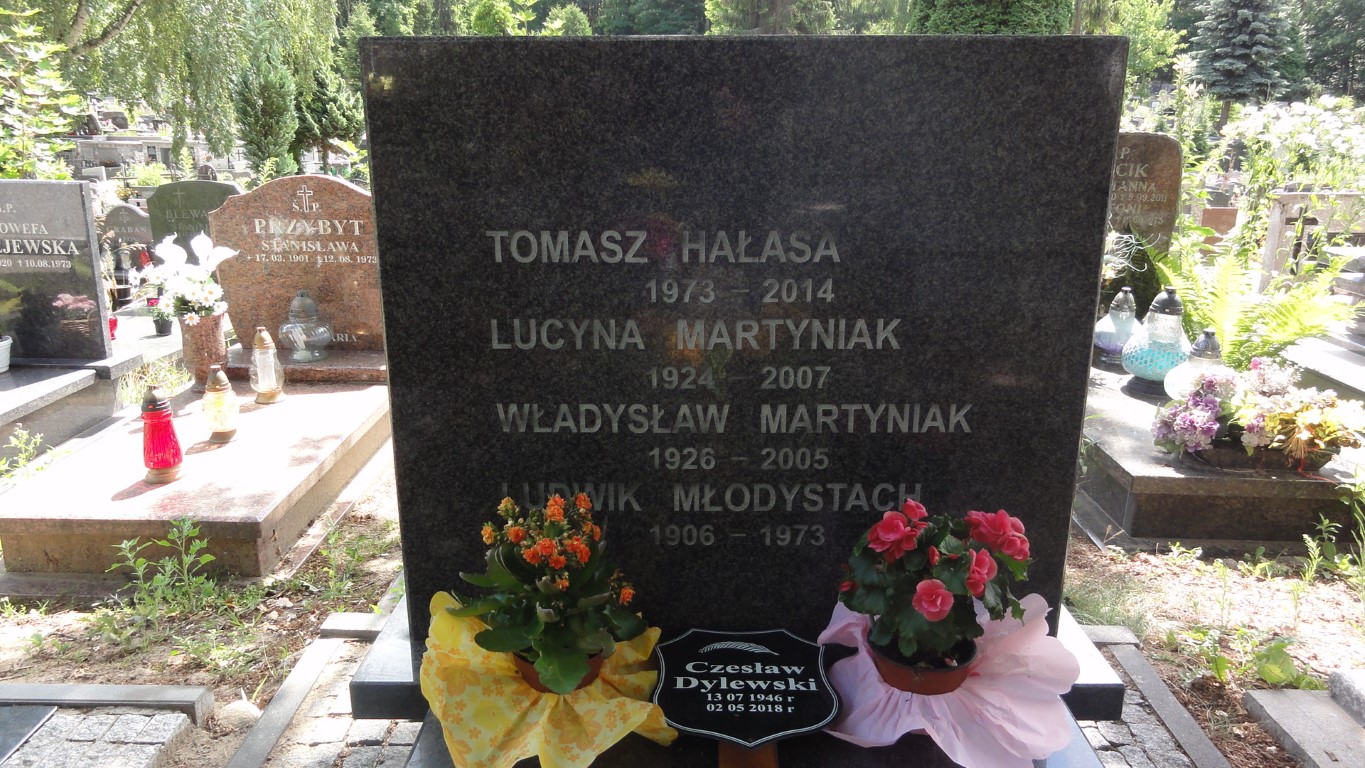 TOMASZ HAŁASA
1973 – 2014
LUCYNA MARTYNIAK
1924 – 2007
WŁADYSŁAW MARTYNIAK
1926 – 2005
LUDWIK MŁODYSTACH
1906 – 1973
Czesław
Dylewski
13 07 1946 r
02 05 2018 r
Ś.P.
PRZYBYT
STANISŁAWA
+ 17.03.1901 +12.08.1973